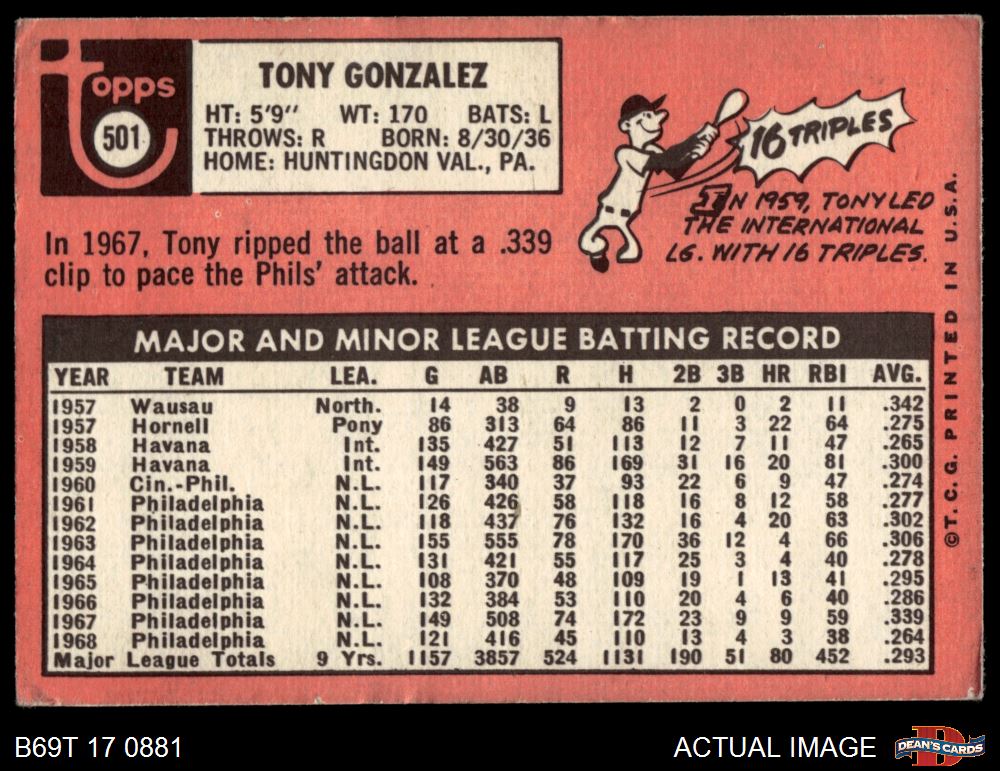 Topps
501
TONY GONZALEZ
HT: 5'9" WT: 170 BATS: L
THROWS: R BORN: 8/30/36
HOME: HUNTINGDON VAL., PA.
In 1967, Tony ripped the ball at a .339
clip to pace the Phils' attack.
16 TRIPLES
IN 1959, TONY LED
THE INTERNATIONAL
LG. WITH 16 TRIPLES.
MAJOR AND MINOR LEAGUE BATTING RECORD
YEAR TEAM LEA. G AB R H 2B 3B HR RBI AVG.
1957 Wausau North. 14 38 9 13 2 0 2 11 .342
1957 Hornell Pony 86 313 64 86 11 3 22 64 .275
1958 Havana Int. 135 427 51 113 12 7 11 47 .265
1959 Havana Int. 149 563 86 169 31 16 20 81 .300
1960 Cin.-Phil. N.L. 117 340 37 93 22 6 9 47 .274
1961 Philadelphia N.L. 126 426 58 118 16 8 12 58 .277
1962 Philadelphia N.L. 118 437 76 132 16 4 20 63 .302
1963 Philadelphia N.L. 155 555 78 170 36 12 4 66 .306
1964 Philadelphia N.L. 131 421 55 117 25 3 4 40 .278
1965 Philadelphia N.L. 108 370 48 109 19 1 13 41 .295
1966 Philadelphia N.L. 132 384 53 110 20 4 6 40 .286
1967 Philadelphia N.L. 149 508 74 172 23 9 9 59 .339
1968 Philadelphia N.L. 121 416 45 110 13 4 3 38 .264
Major League Totals 9 Yrs. 1157 3857 524 1131 190 51 80 452 .293
©T.C.G. PRINTED IN U.S.A.
B69T 17 0881
ACTUAL IMAGE
DEAN'S CARDS